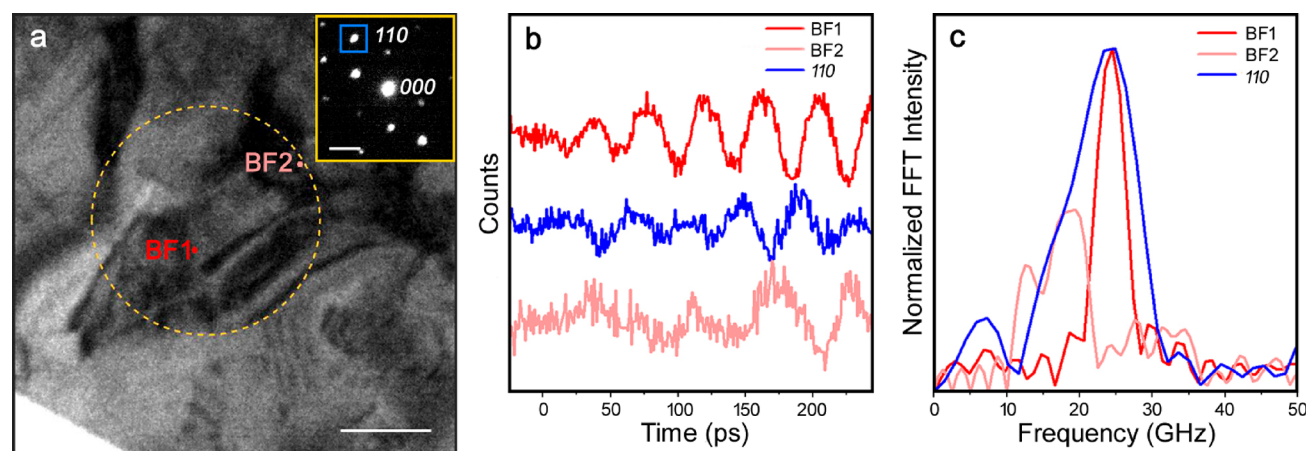 a
110
000
BF2
BF1
b
BF1
BF2
110
Counts
0
50
100
150
200
Time (ps)
c
BF1
BF2
110
Normalized FFT Intensity
0
10
20
30
40
50
Frequency (GHz)